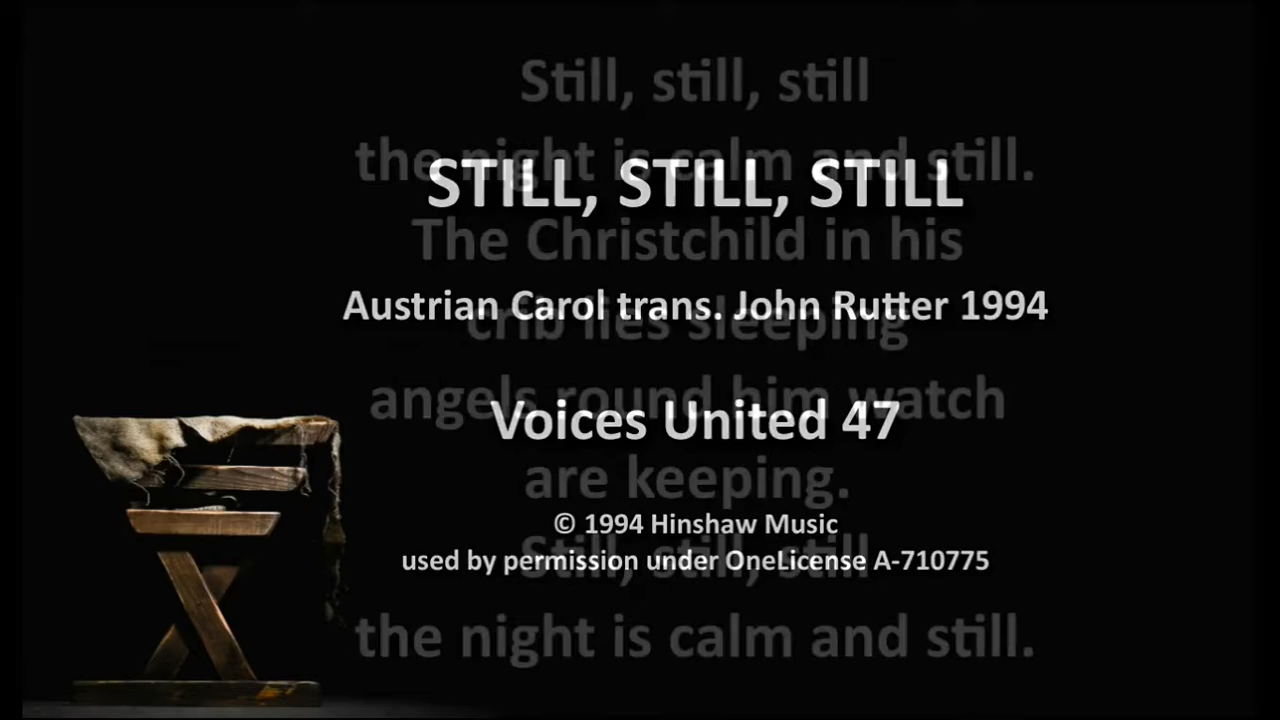 Still, still, still
the night is calm and still.
STILL, STILL, STILL
The Christchild in his
Austrian Carol trans. John Rutter 1994
crib lies sleeping
angels round him watch
Voices United 47
are keeping.
© 1994 Hinshaw Music
Still, still, still
used by permission under OneLicense A-710775
the night is calm and still.